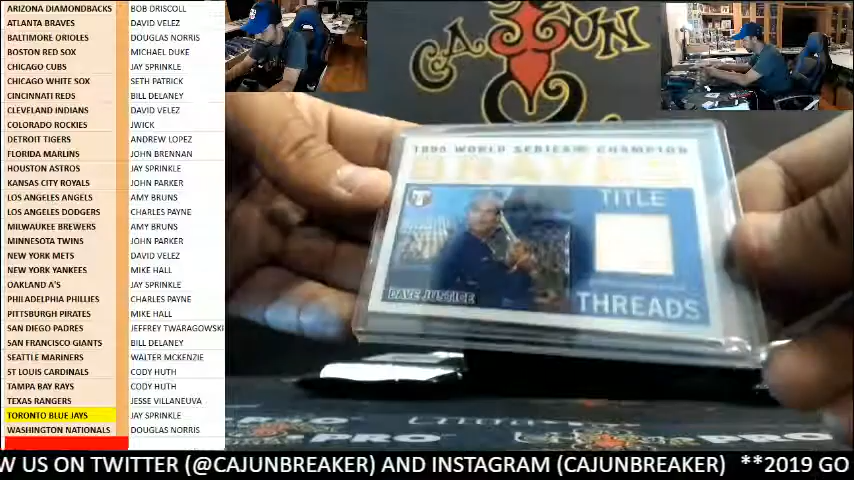 ARIZONA DIAMONDBACKS BOB DRISCOLL
ATLANTA BRAVES DAVID VELEZ
BALTIMORE ORIOLES DOUGLAS NORRIS
BOSTON RED SOX MICHAEL DUKE
CHICAGO CUBS JAY SPRINKLE
CHICAGO WHITE SOX SETH PATRICK
CINCINNATI REDS BILL DELANEY
CLEVELAND INDIANS DAVID VELEZ
COLORADO ROCKIES JWICK
DETROIT TIGERS ANDREW LOPEZ
FLORIDA MARLINS JOHN BRENNAN
HOUSTON ASTROS JAY SPRINKLE
KANSAS CITY ROYALS JOHN PARKER
LOS ANGELS ANGELS AMY BRUNS
LOS ANGELES DODGERS CHARLES PAYNE
MILWAUKEE BREWERS AMY BRUNS
MINNESOTA TWINS JOHN PARKER
NEW YORK METS DAVID VELEZ
NEW YORK YANKEES MIKE HALL
OAKLAND A'S JAY SPRINKLE
PHILADELPHIA PHILLIES CHARLES PAYNE
PITTSBURGH PIRATES MIKE HALL
SAN DIEGO PADRES JEFFREY TWARAGOWSKI
SAN FRANCISCO GIANTS BILL DELANEY
SEATTLE MARINERS WALTER MCKENZIE
ST LOUIS CARDINALS CODY HUTH
TAMPA BAY RAYS CODY HUTH
TEXAS RANGERS JESSE VILLANEUVA
TORONTO BLUE JAYS JAY SPRINKLE
WASHINGTON NATIONALS DOUGLAS NORRIS
CAJUN
1995 WORLD SERIES CHAMPION
BRAVES
TITLE
THREADS
DAVE JUSTICE
PRO
W US ON TWITTER (@CAJUNBREAKER) AND INSTAGRAM (CAJUNBREAKER) **2019 GO